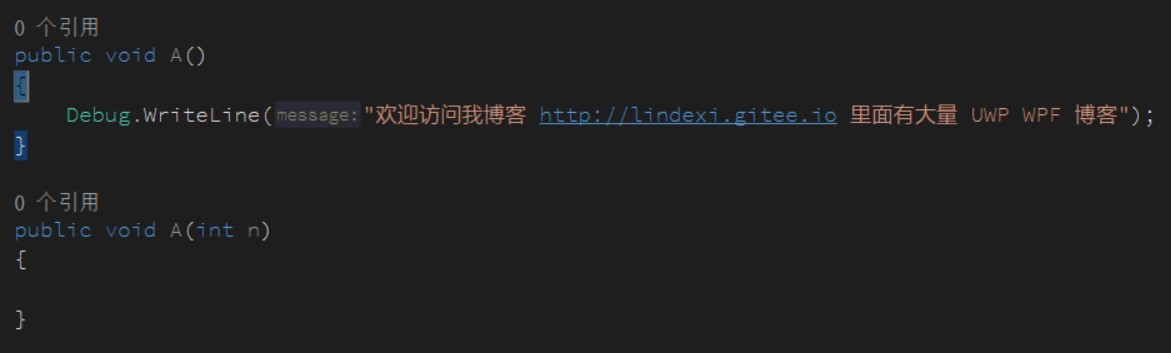 0 个引用
public void A()
{
Debug.WriteLine(message:"欢迎访问我博客 http://lindexi.gitee.io 里面有大量 UWP WPF 博客");
}
0 个引用
public void A(int n)
{
}